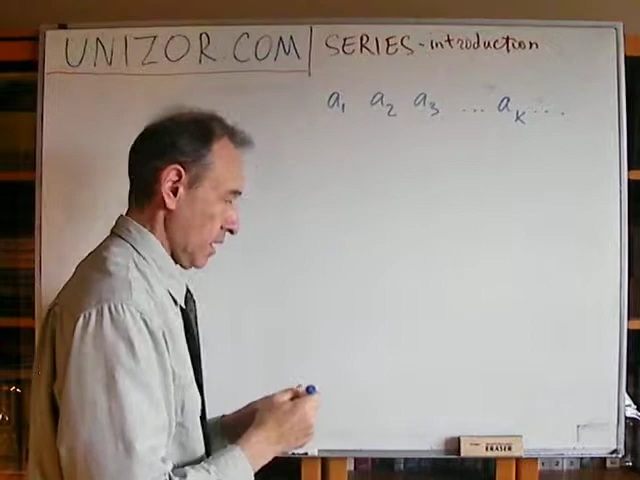 UNIZOR.COM | SERIES - introduction
a₁ a₂ a₃ ... aₖ ...
ERASER